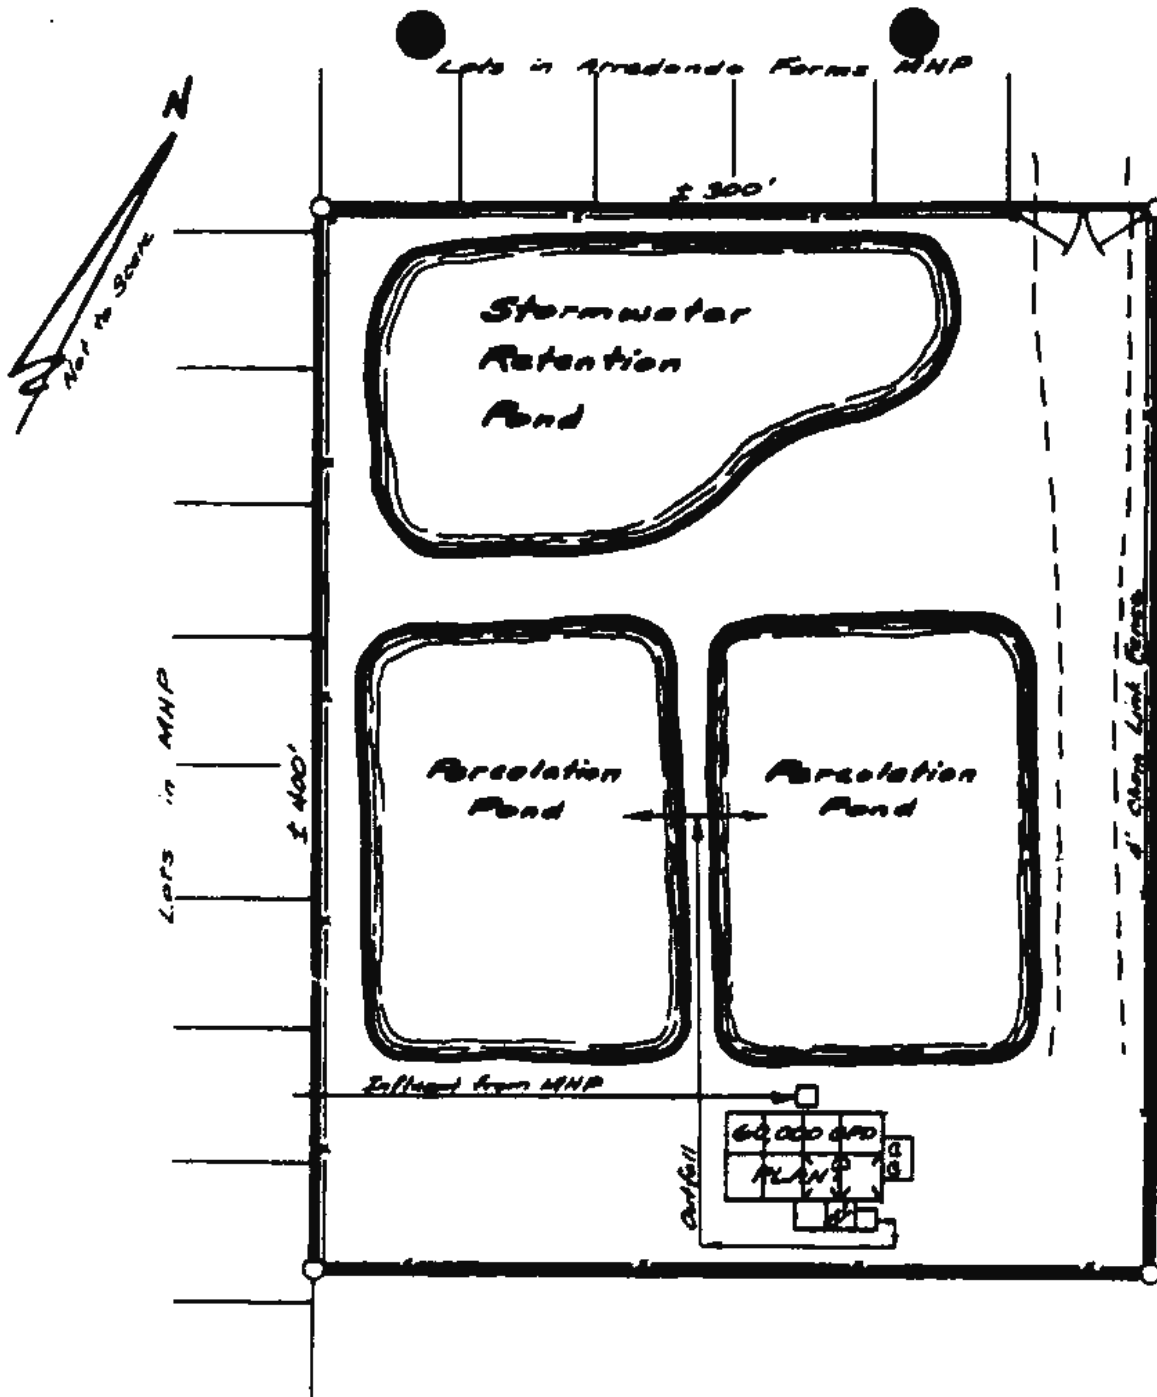 Lots in Arredondo Farms MHP
N
± 300'
Not to Scale
Stormwater
Retention
Pond
Lots in MHP
± 400'
4' Chain Link Fence
Percolation
Pond
Percolation
Pond
Influent from MHP
60,000 GPD
PLANT
Outfall